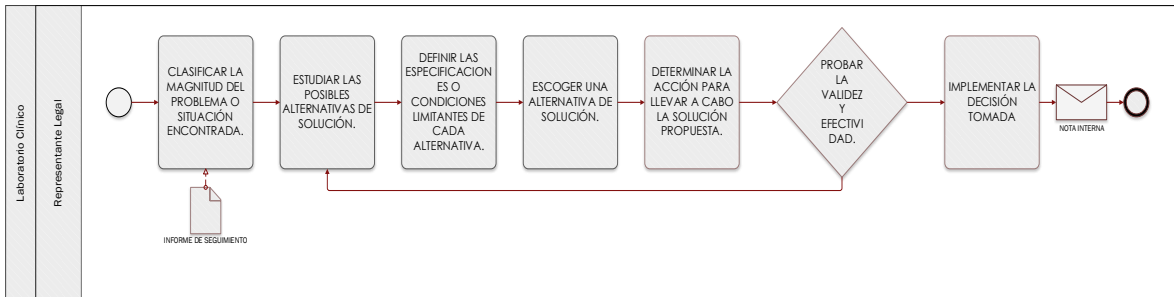 Laboratorio Clínico
Representante Legal
CLASIFICAR LA
MAGNITUD DEL
PROBLEMA O
SITUACIÓN
ENCONTRADA.
ESTUDIAR LAS
POSIBLES
ALTERNATIVAS DE
SOLUCIÓN.
DEFINIR LAS
ESPECIFICACION
ES O
CONDICIONES
LIMITANTES DE
CADA
ALTERNATIVA.
ESCOGER UNA
ALTERNATIVA DE
SOLUCIÓN.
DETERMINAR LA
ACCIÓN PARA
LLEVAR A CABO
LA SOLUCIÓN
PROPUESTA.
PROBAR
LA
VALIDEZ
Y
EFECTIVI
DAD.
IMPLEMENTAR LA
DECISIÓN
TOMADA
NOTA INTERNA
INFORME DE SEGUIMIENTO